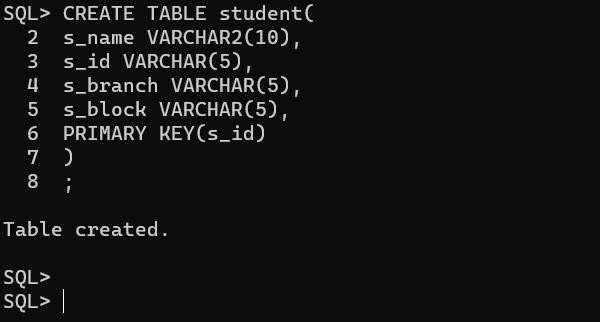 SQL> CREATE TABLE student(
  2  s_name VARCHAR2(10),
  3  s_id VARCHAR(5),
  4  s_branch VARCHAR(5),
  5  s_block VARCHAR(5),
  6  PRIMARY KEY(s_id)
  7  )
  8  ;

Table created.

SQL>
SQL>